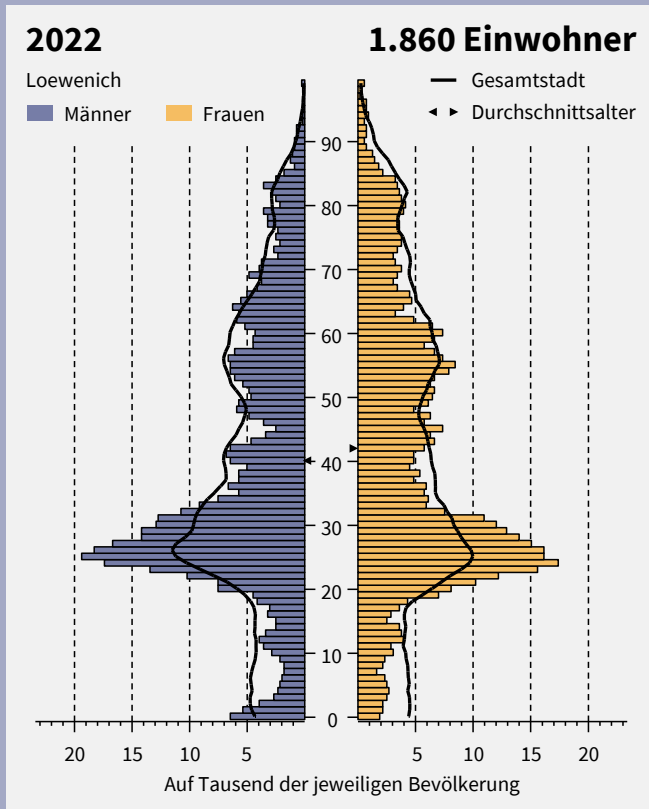 2022 1.860 Einwohner
Loewenich Gesamtstadt
Männer Frauen Durchschnittsalter
90
80
70
60
50
40
30
20
10
0
20 15 10 5 5 10 15 20
Auf Tausend der jeweiligen Bevölkerung